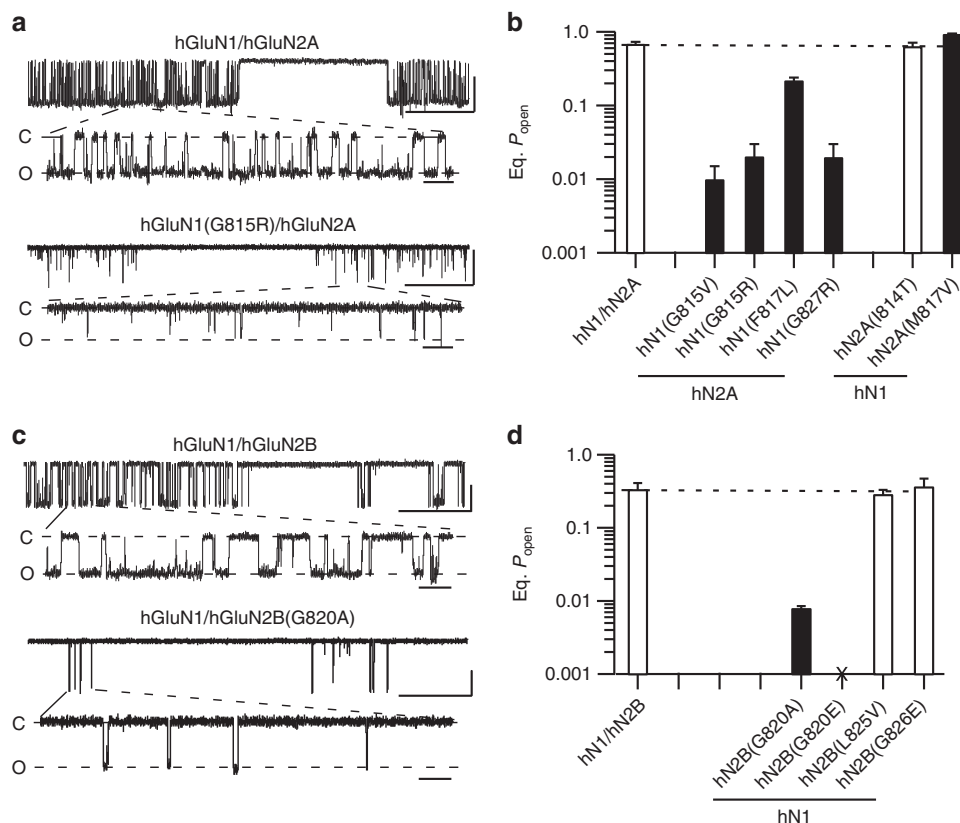 a
hGluN1/hGluN2A
C
O
hGluN1(G815R)/hGluN2A
C
O
b
Eq. Popen
1.0
0.1
0.01
0.001
hN1/hN2A
hN1(G815V)
hN1(G815R)
hN1(F817L)
hN1(G827R)
hN2A(I814T)
hN2A(M817V)
hN2A
hN1
c
hGluN1/hGluN2B
C
O
hGluN1/hGluN2B(G820A)
C
O
d
Eq. Popen
1.0
0.1
0.01
0.001
X
hN1/hN2B
hN2B(G820A)
hN2B(G820E)
hN2B(L825V)
hN2B(G826E)
hN1